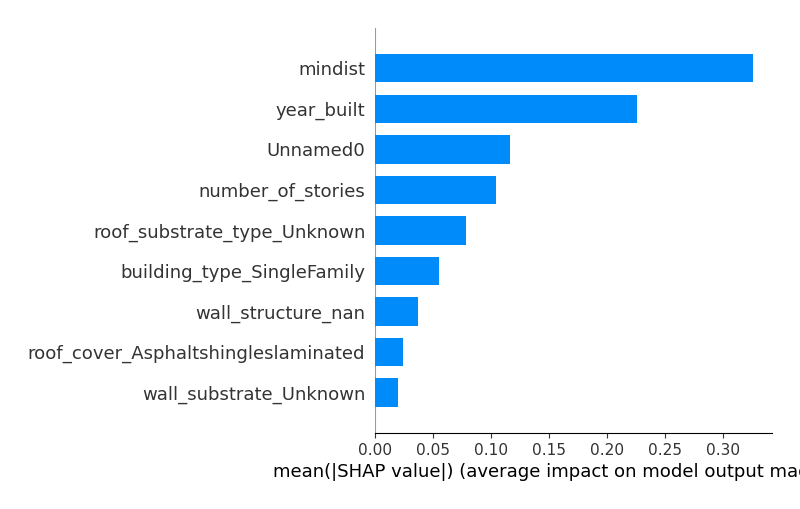 mindist
year_built
Unnamed0
number_of_stories
roof_substrate_type_Unknown
building_type_SingleFamily
wall_structure_nan
roof_cover_Asphaltshingleslaminated
wall_substrate_Unknown
0.00 0.05 0.10 0.15 0.20 0.25 0.30
mean(|SHAP value|) (average impact on model output